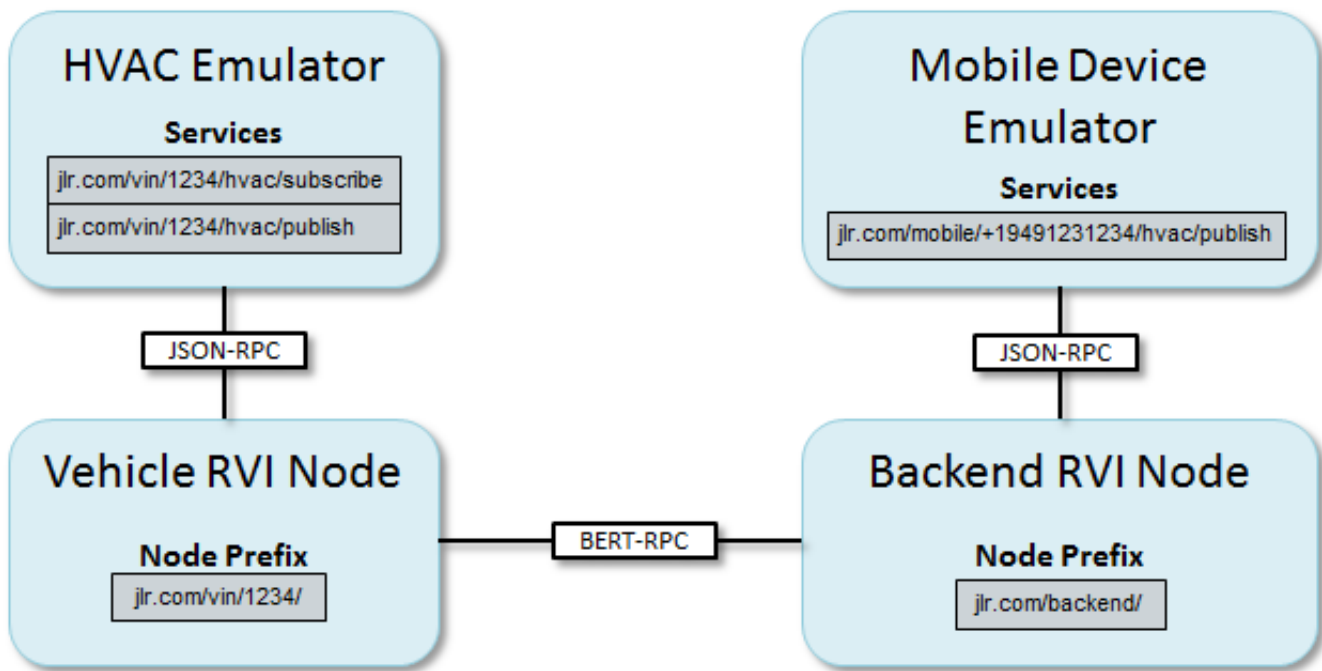 HVAC Emulator
Services
jlr.com/vin/1234/hvac/subscribe
jlr.com/vin/1234/hvac/publish
Mobile Device
Emulator
Services
jlr.com/mobile/+19491231234/hvac/publish
JSON-RPC
JSON-RPC
Vehicle RVI Node
Node Prefix
jlr.com/vin/1234/
BERT-RPC
Backend RVI Node
Node Prefix
jlr.com/backend/